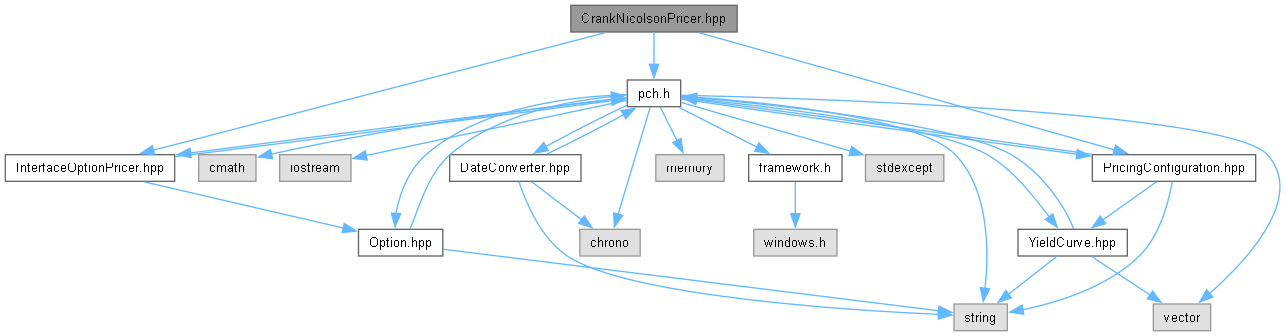 CrankNicolsonPricer.hpp
pch.h
InterfaceOptionPricer.hpp
cmath
iostream
DateConverter.hpp
memory
framework.h
stdexcept
PricingConfiguration.hpp
Option.hpp
chrono
windows.h
YieldCurve.hpp
string
vector